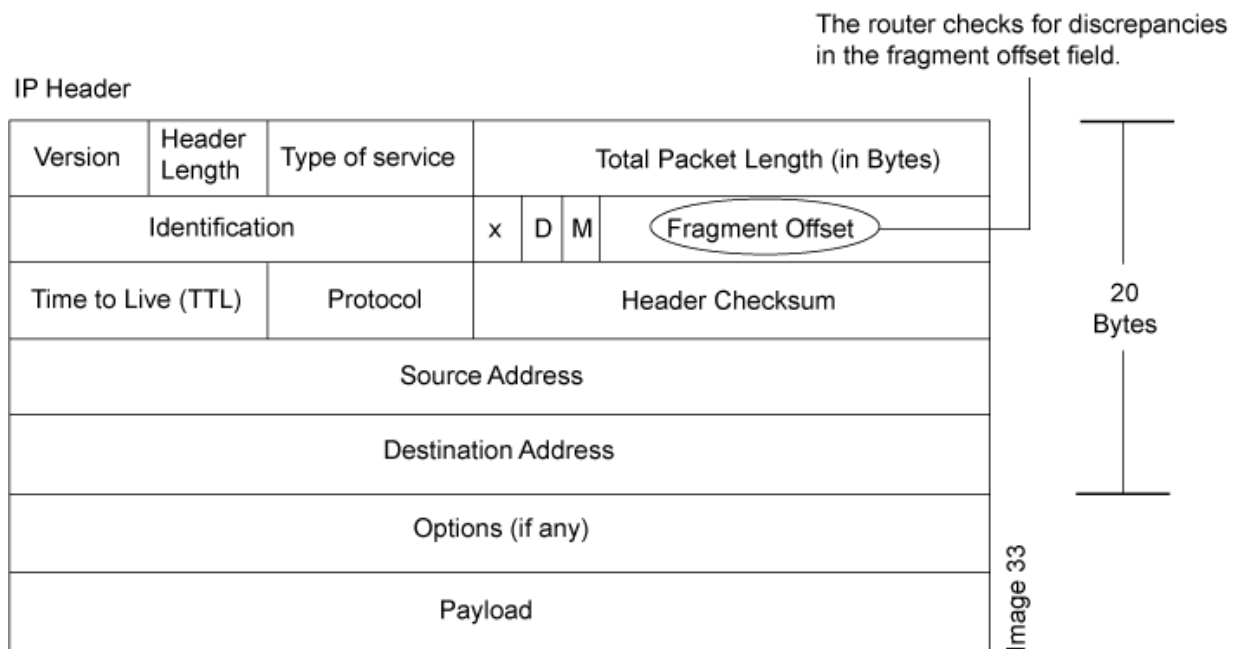 The router checks for discrepancies
in the fragment offset field.
IP Header
Version
Header
Length
Type of service
Total Packet Length (in Bytes)
Identification
x
D
M
Fragment Offset
Time to Live (TTL)
Protocol
Header Checksum
20
Bytes
Source Address
Destination Address
Options (if any)
Payload
Image 33